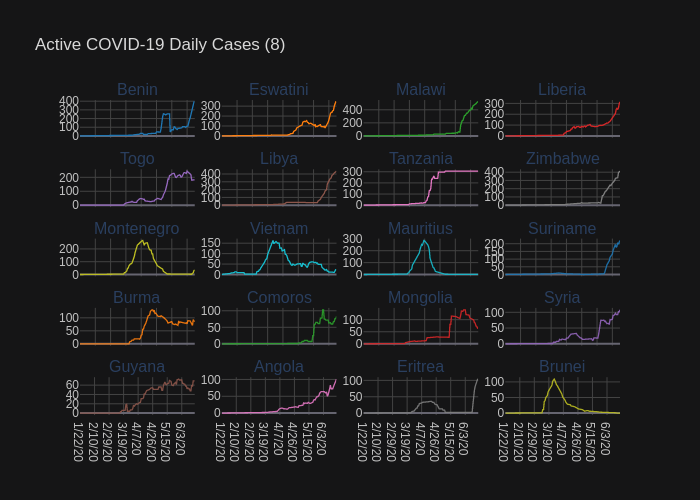 Active COVID-19 Daily Cases (8)
Benin Eswatini Malawi Liberia
400 300 200 100 0
300 200 100 0
400 200 0
300 200 100 0
Togo Libya Tanzania Zimbabwe
200 100 0
400 300 200 100 0
300 200 100 0
400 300 200 100 0
Montenegro Vietnam Mauritius Suriname
200 100 0
150 100 50 0
300 200 100 0
200 150 100 50 0
Burma Comoros Mongolia Syria
100 50 0
100 50 0
100 50 0
100 50 0
Guyana Angola Eritrea Brunei
60 40 20 0
100 50 0
100 50 0
100 50 0
1/22/20 2/10/20 2/29/20 3/19/20 4/7/20 4/26/20 5/15/20 6/3/20
1/22/20 2/10/20 2/29/20 3/19/20 4/7/20 4/26/20 5/15/20 6/3/20
1/22/20 2/10/20 2/29/20 3/19/20 4/7/20 4/26/20 5/15/20 6/3/20
1/22/20 2/10/20 2/29/20 3/19/20 4/7/20 4/26/20 5/15/20 6/3/20